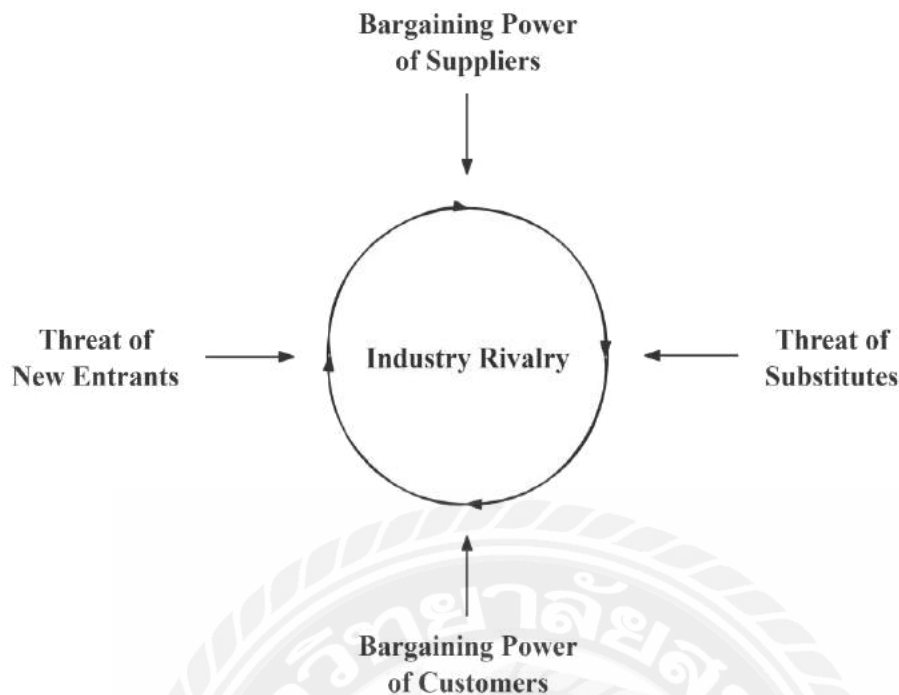 Bargaining Power
of Suppliers
Threat of
New Entrants
Industry Rivalry
Threat of
Substitutes
Bargaining Power
of Customers